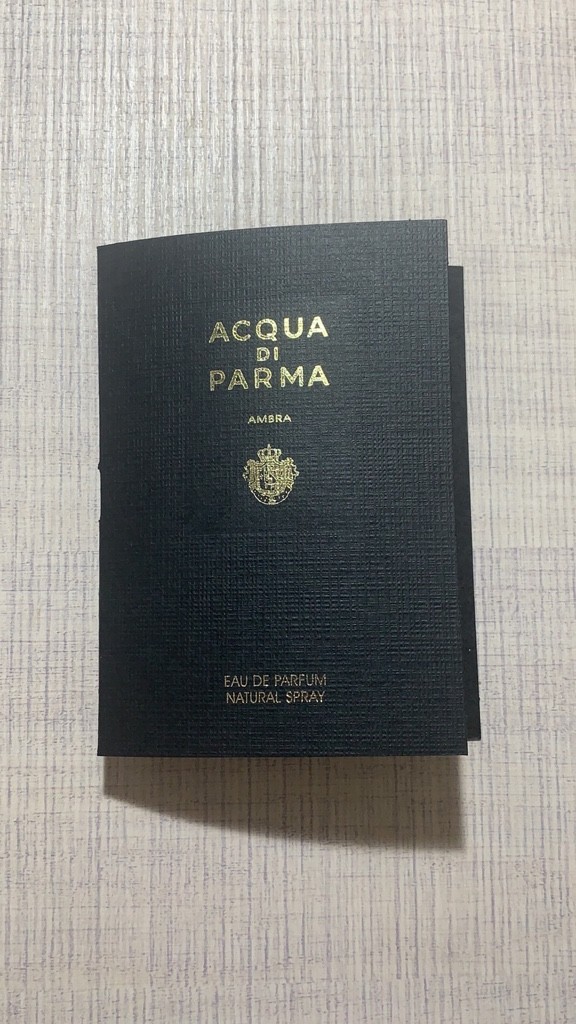 ACQUA
DI
PARMA
AMBRA
EAU DE PARFUM
NATURAL SPRAY